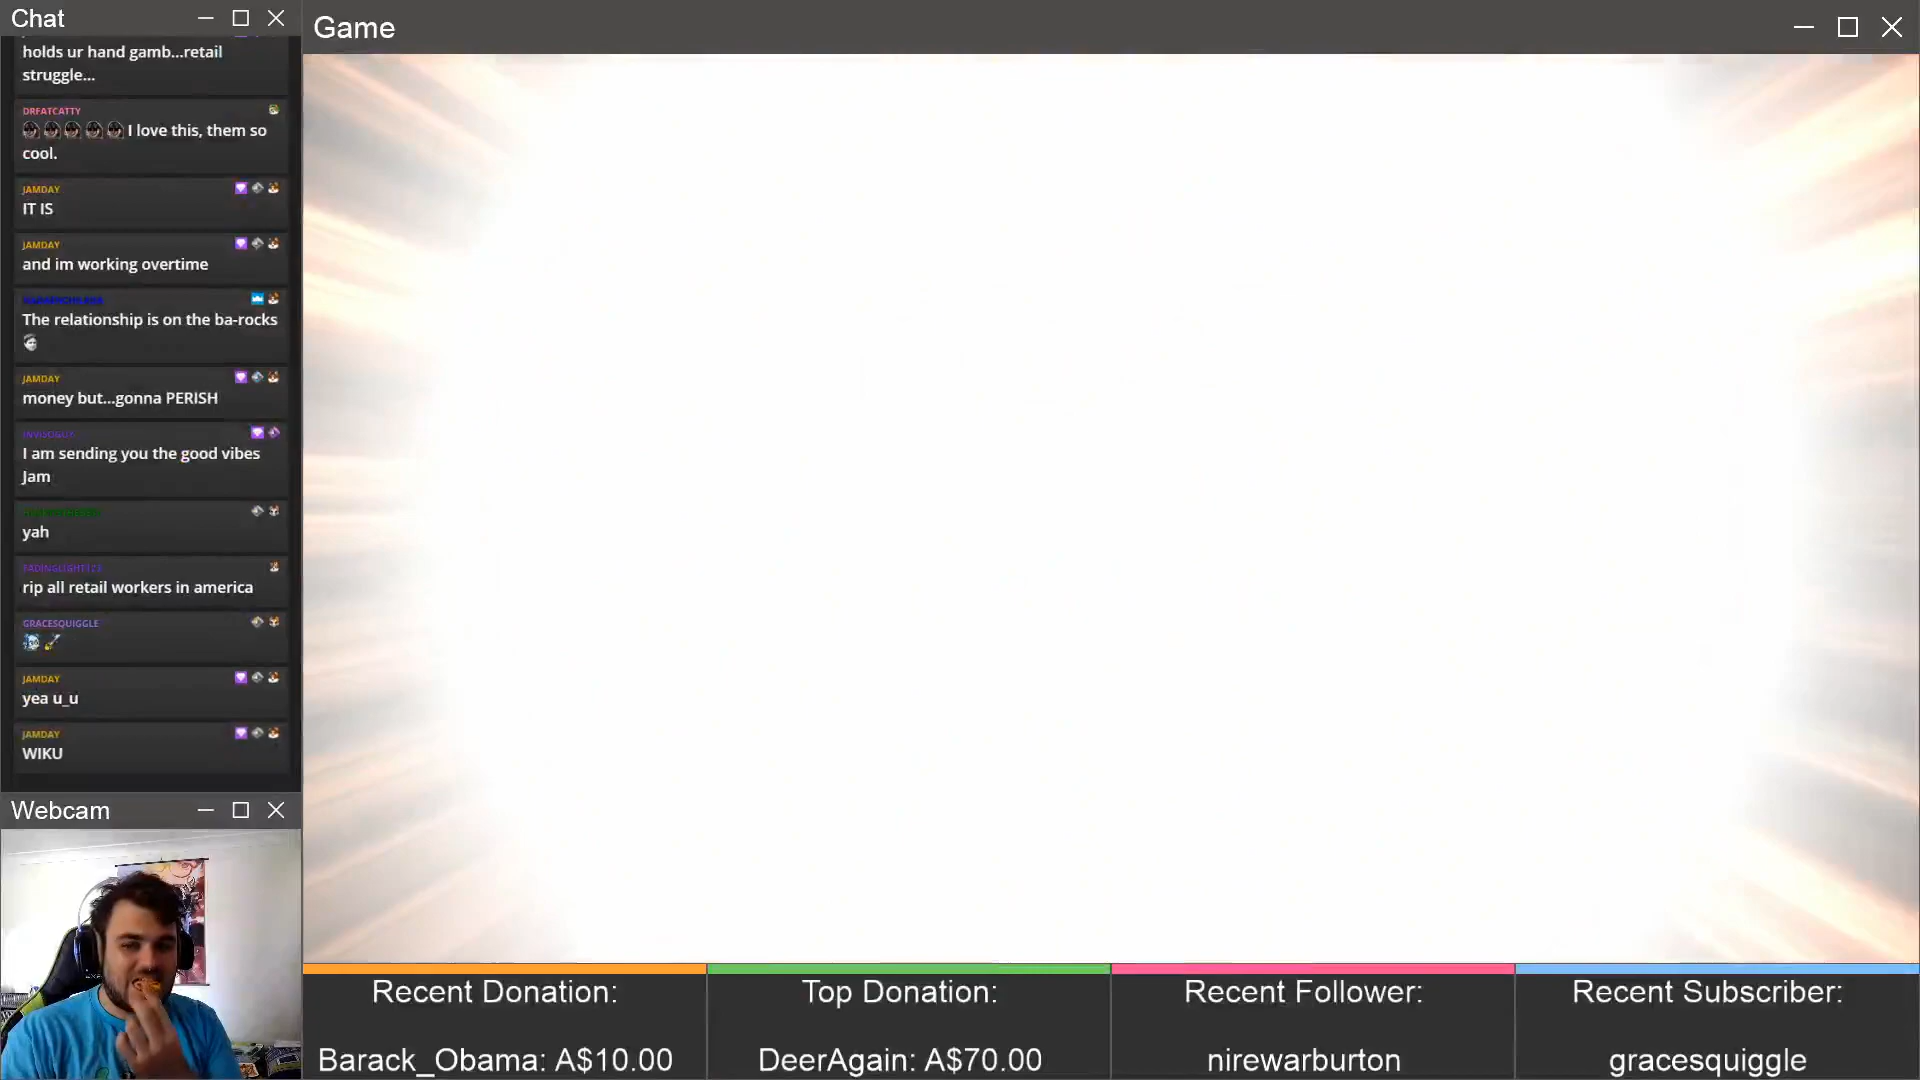 Chat
holds ur hand gamb...retail
struggle...
DRFATCATTY
I love this, them so
cool.
JAMDAY
IT IS
JAMDAY
and im working overtime
The relationship is on the ba-rocks
JAMDAY
money but...gonna PERISH
INVISOGUY
I am sending you the good vibes
Jam
yah
FADINGLIGHT123
rip all retail workers in america
GRACESQUIGGLE
JAMDAY
yea u_u
JAMDAY
WIKU
Webcam
Game
Recent Donation:
Barack_Obama: A$10.00
Top Donation:
DeerAgain: A$70.00
Recent Follower:
nirewarburton
Recent Subscriber:
gracesquiggle